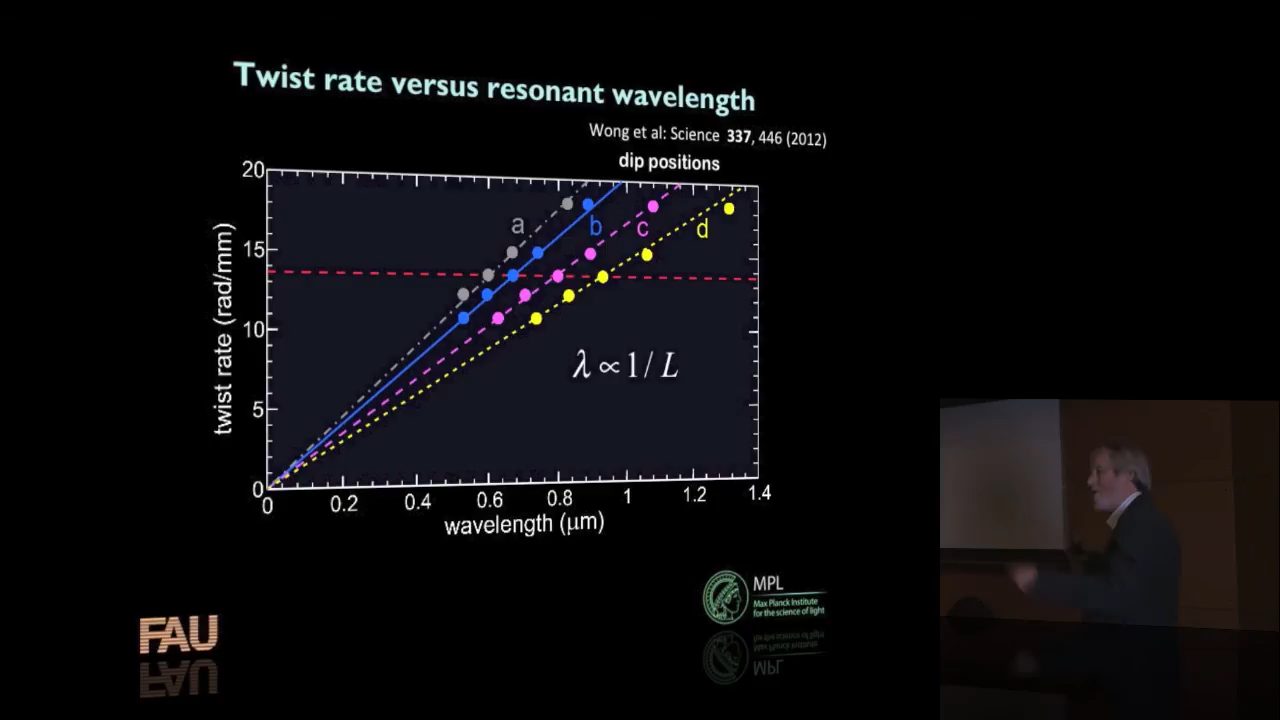 Twist rate versus resonant wavelength
Wong et al: Science 337, 446 (2012)
dip positions
20
15
10
5
0
twist rate (rad/mm)
a
b
c
d
λ ∝ 1/ L
0 0.2 0.4 0.6 0.8 1 1.2 1.4
wavelength (μm)
FAU
MPL
Max Planck Institute
for the science of light